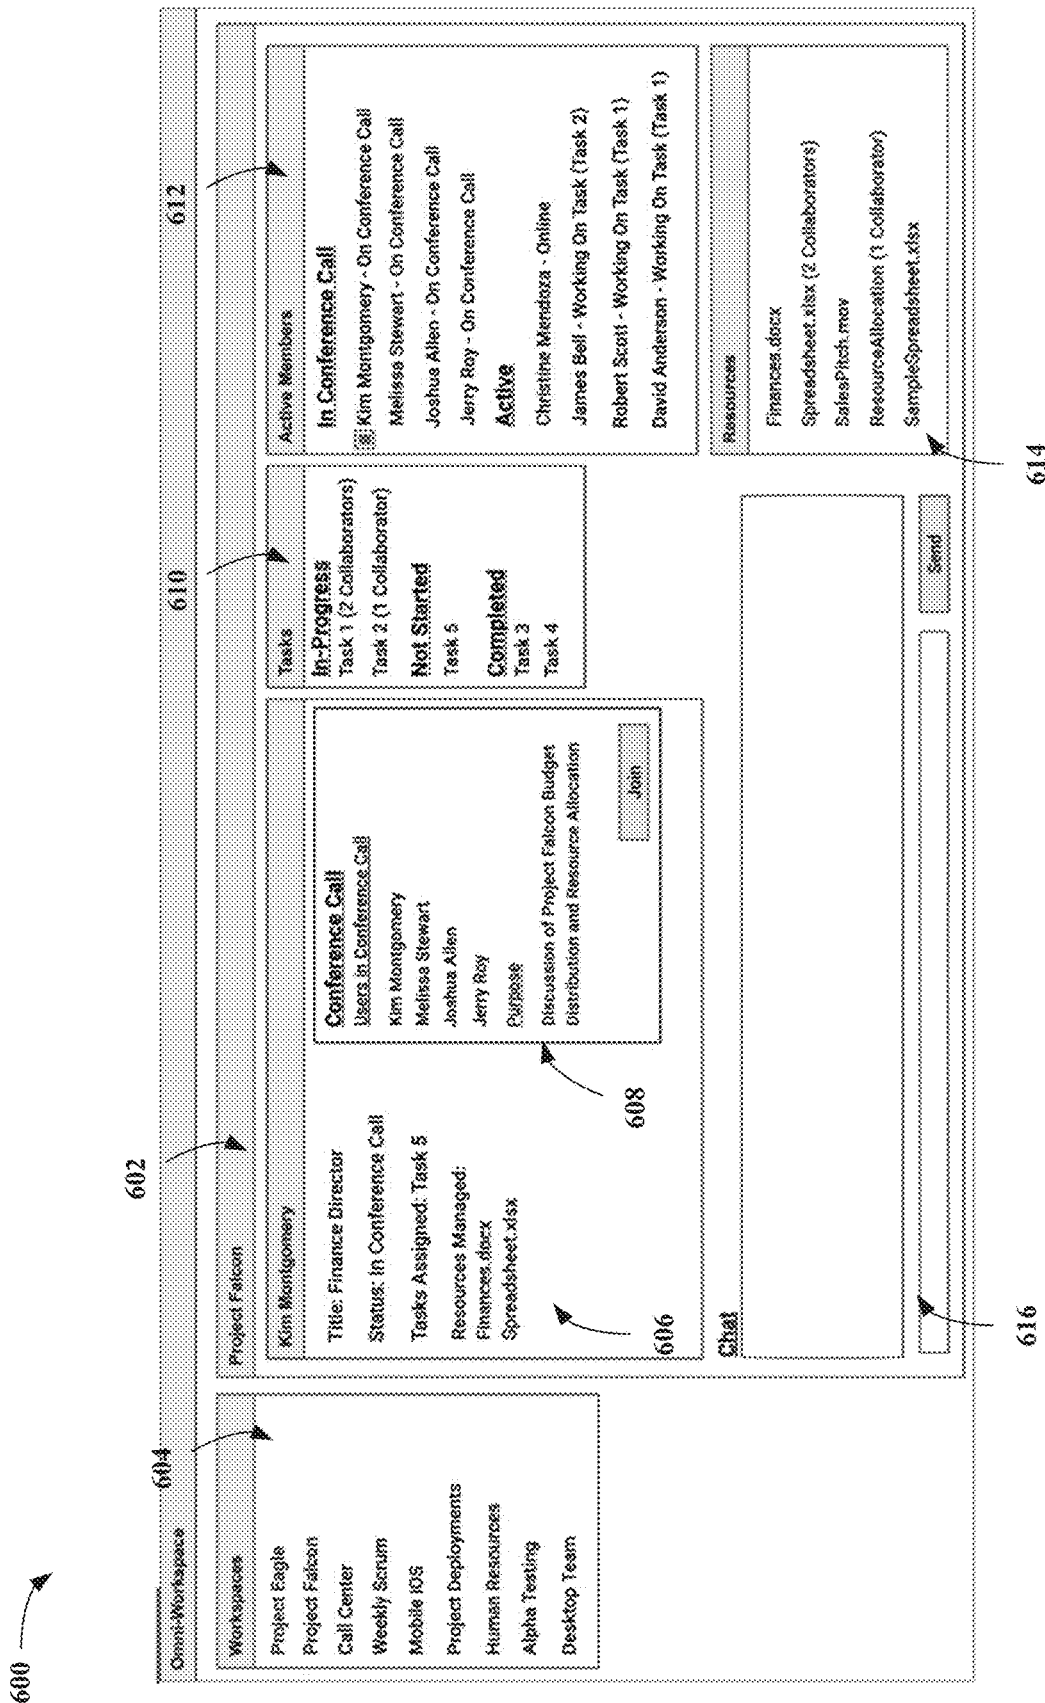 600
Omni-Workspace
604
Workspaces
Project Eagle
Project Falcon
Call Center
Weekly Scrum
Mobile iOS
Project Deployments
Human Resources
Alpha Testing
Desktop Team
602
Project Falcon
Kim Montgomery
Title: Finance Director
Status: In Conference Call
Tasks Assigned: Task 5
Resources Managed:
Finances.docx
Spreadsheet.xlsx
606
Conference Call
Users in Conference Call
Kim Montgomery
Melissa Stewart
Joshua Allen
Jerry Roy
Purpose
Discussion of Project Falcon Budget
Distribution and Resource Allocation
Join
608
610
Tasks
In-Progress
Task 1 (2 Collaborators)
Task 2 (1 Collaborator)
Not Started
Task 5
Completed
Task 3
Task 4
612
Active Members
In Conference Call
Kim Montgomery - On Conference Call
Melissa Stewart - On Conference Call
Joshua Allen - On Conference Call
Jerry Roy - On Conference Call
Active
Christine Mendoza - Online
James Bell - Working On Task (Task 2)
Robert Scott - Working On Task (Task 1)
David Anderson - Working On Task (Task 1)
Chat
Send
616
Resources
Finances.docx
Spreadsheet.xlsx (2 Collaborators)
SalesPitch.mov
ResourceAllocation (1 Collaborator)
SampleSpreadsheet.xlsx
614